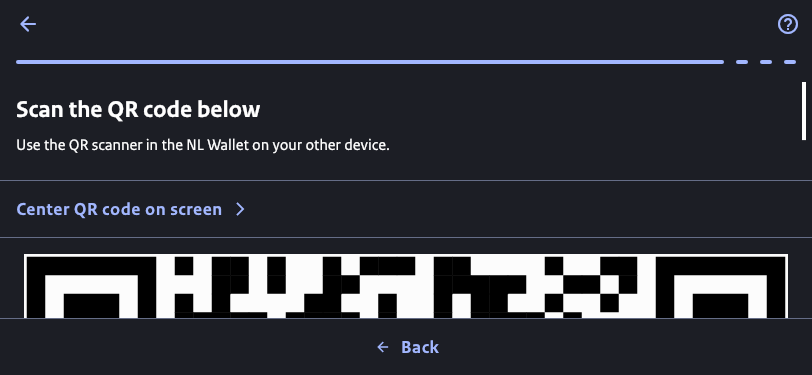 Scan the QR code below
Use the QR scanner in the NL Wallet on your other device.
Center QR code on screen
Back